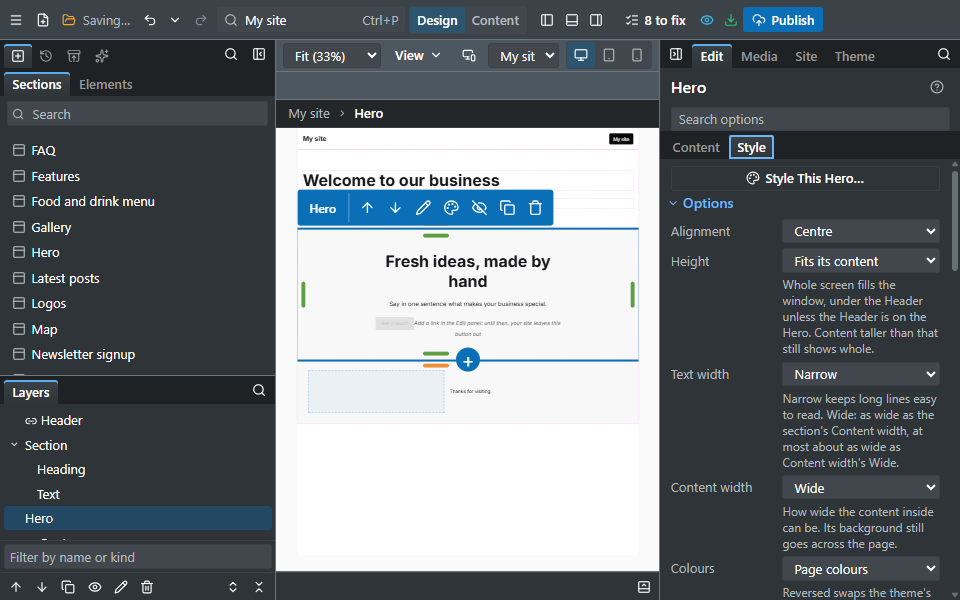 Saving...
My site
Ctrl+P
Design
Content
8 to fix
Publish
Sections
Elements
Search
FAQ
Features
Food and drink menu
Gallery
Hero
Latest posts
Logos
Map
Newsletter signup
Layers
Header
Section
Heading
Text
Hero
Filter by name or kind
Fit (33%)
View
My sit
My site › Hero
My site
My site
Welcome to our business
Hero
Fresh ideas, made by
hand
Say in one sentence what makes your business special.
Add a link in the Edit panel: until then, your site leaves this
button out
Thanks for visiting.
Edit
Media
Site
Theme
Hero
Search options
Content
Style
Style This Hero...
Options
Alignment
Centre
Height
Fits its content
Whole screen fills the
window, under the Header
unless the Header is on the
Hero. Content taller than that
still shows whole.
Text width
Narrow
Narrow keeps long lines easy
to read. Wide: as wide as the
section's Content width, at
most about as wide as
Content width's Wide.
Content width
Wide
How wide the content inside
can be. Its background still
goes across the page.
Colours
Page colours
Reversed swaps the theme's